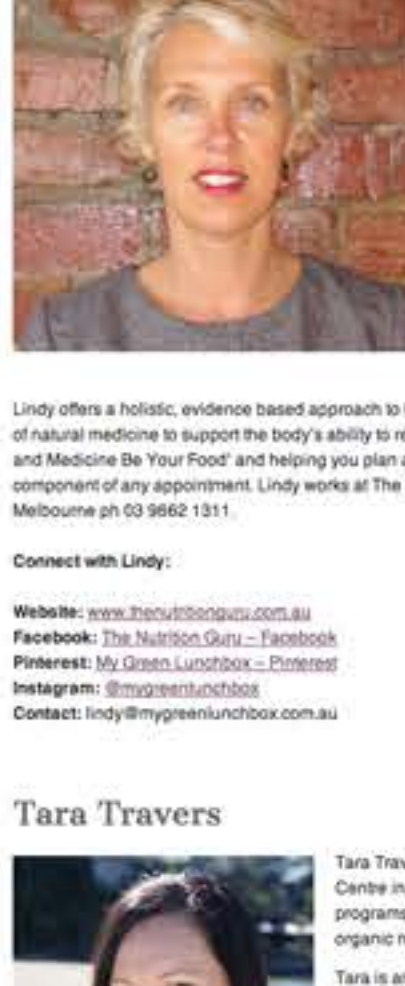 Lindy offers a holistic, evidence based approach to
of natural medicine to support the body's ability to re
and Medicine Be Your Food' and helping you plan a
component of any appointment. Lindy works at The
Melbourne ph 03 9662 1311.
Connect with Lindy:
Website: www.thenutritionguru.com.au
Facebook: The Nutrition Guru – Facebook
Pinterest: My Green Lunchbox – Pinterest
Instagram: @mygreenlunchbox
Contact: lindy@mygreenlunchbox.com.au
Tara Travers
Tara Trav
Centre in
programs
organic n
Tara is an